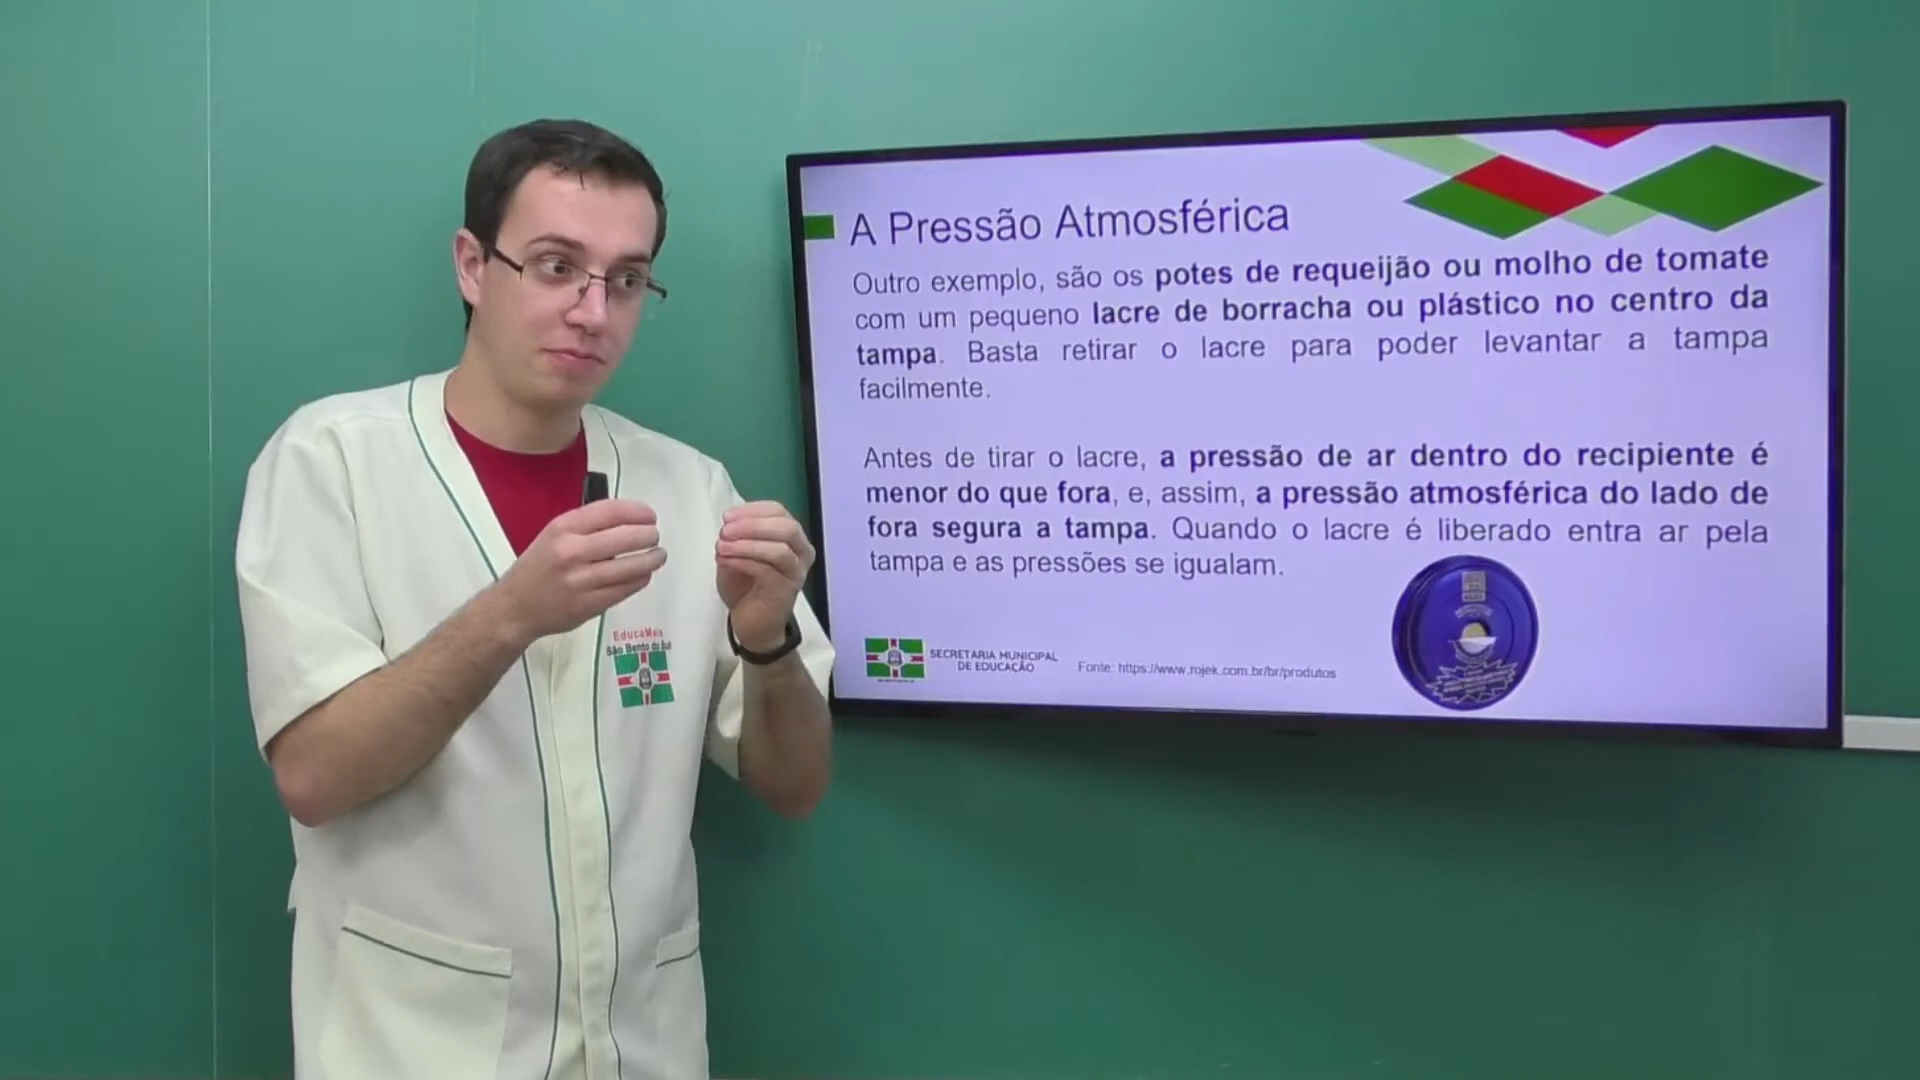 A Pressão Atmosférica
Outro exemplo, são os potes de requeijão ou molho de tomate
com um pequeno lacre de borracha ou plástico no centro da
tampa. Basta retirar o lacre para poder levantar a tampa
facilmente.
Antes de tirar o lacre, a pressão de ar dentro do recipiente é
menor do que fora, e, assim, a pressão atmosférica do lado de
fora segura a tampa. Quando o lacre é liberado entra ar pela
tampa e as pressões se igualam.
SECRETARIA MUNICIPAL
DE EDUCAÇÃO
Fonte: https://www.rojek.com.br/br/produtos
EducaMais
São Bento do Sul